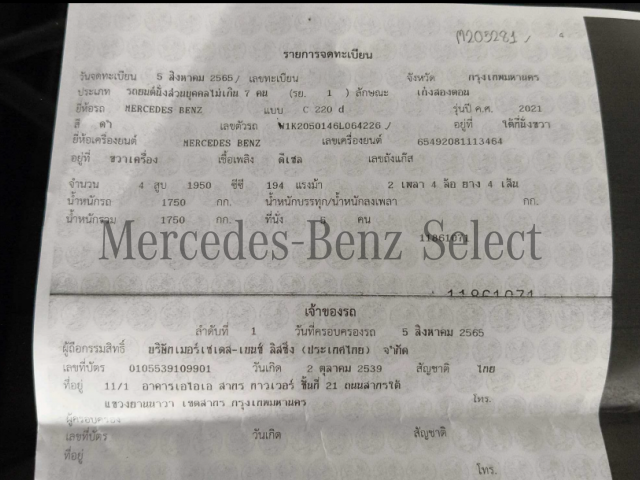 M205281 /
รายการจดทะเบียน
วันจดทะเบียน 5 สิงหาคม 2565 / เลขทะเบียน จังหวัด กรุงเทพมหานคร
ประเภท รถยนต์นั่งส่วนบุคคลไม่เกิน 7 คน (รย. 1 ) ลักษณะ เก๋งสองตอน
ยี่ห้อรถ MERCEDES BENZ แบบ C 220 d รุ่นปี ค.ศ. 2021
สี ดำ เลขตัวรถ W1K2050146L064226 / อยู่ที่ ใต้ที่นั่งขวา
ยี่ห้อเครื่องยนต์ MERCEDES BENZ เลขเครื่องยนต์ 65492081113464
อยู่ที่ ขวาเครื่อง เชื้อเพลิง ดีเซล เลขถังแก๊ส
จำนวน 4 สูบ 1950 ซีซี 194 แรงม้า 2 เพลา 4 ล้อ ยาง 4 เส้น
น้ำหนักรถ 1750 กก. น้ำหนักบรรทุก/น้ำหนักลงเพลา กก.
น้ำหนักรวม 1750 กก. ที่นั่ง 5 คน
Mercedes-Benz Select
11861071
11861071
เจ้าของรถ
ลำดับที่ 1 วันที่ครอบครองรถ 5 สิงหาคม 2565
ผู้ถือกรรมสิทธิ์ บริษัทเมอร์เซเดส-เบนซ์ ลีสซิ่ง (ประเทศไทย) จำกัด
เลขที่บัตร 0105539109901 วันเกิด 2 ตุลาคม 2539 สัญชาติ ไทย
ที่อยู่ 11/1 อาคารเอไอเอ สาทร ทาวเวอร์ ชั้นที่ 21 ถนนสาทรใต้
แขวงยานนาวา เขตสาทร กรุงเทพมหานคร โทร.
ผู้ครอบครอง
เลขที่บัตร วันเกิด สัญชาติ
ที่อยู่
โทร.